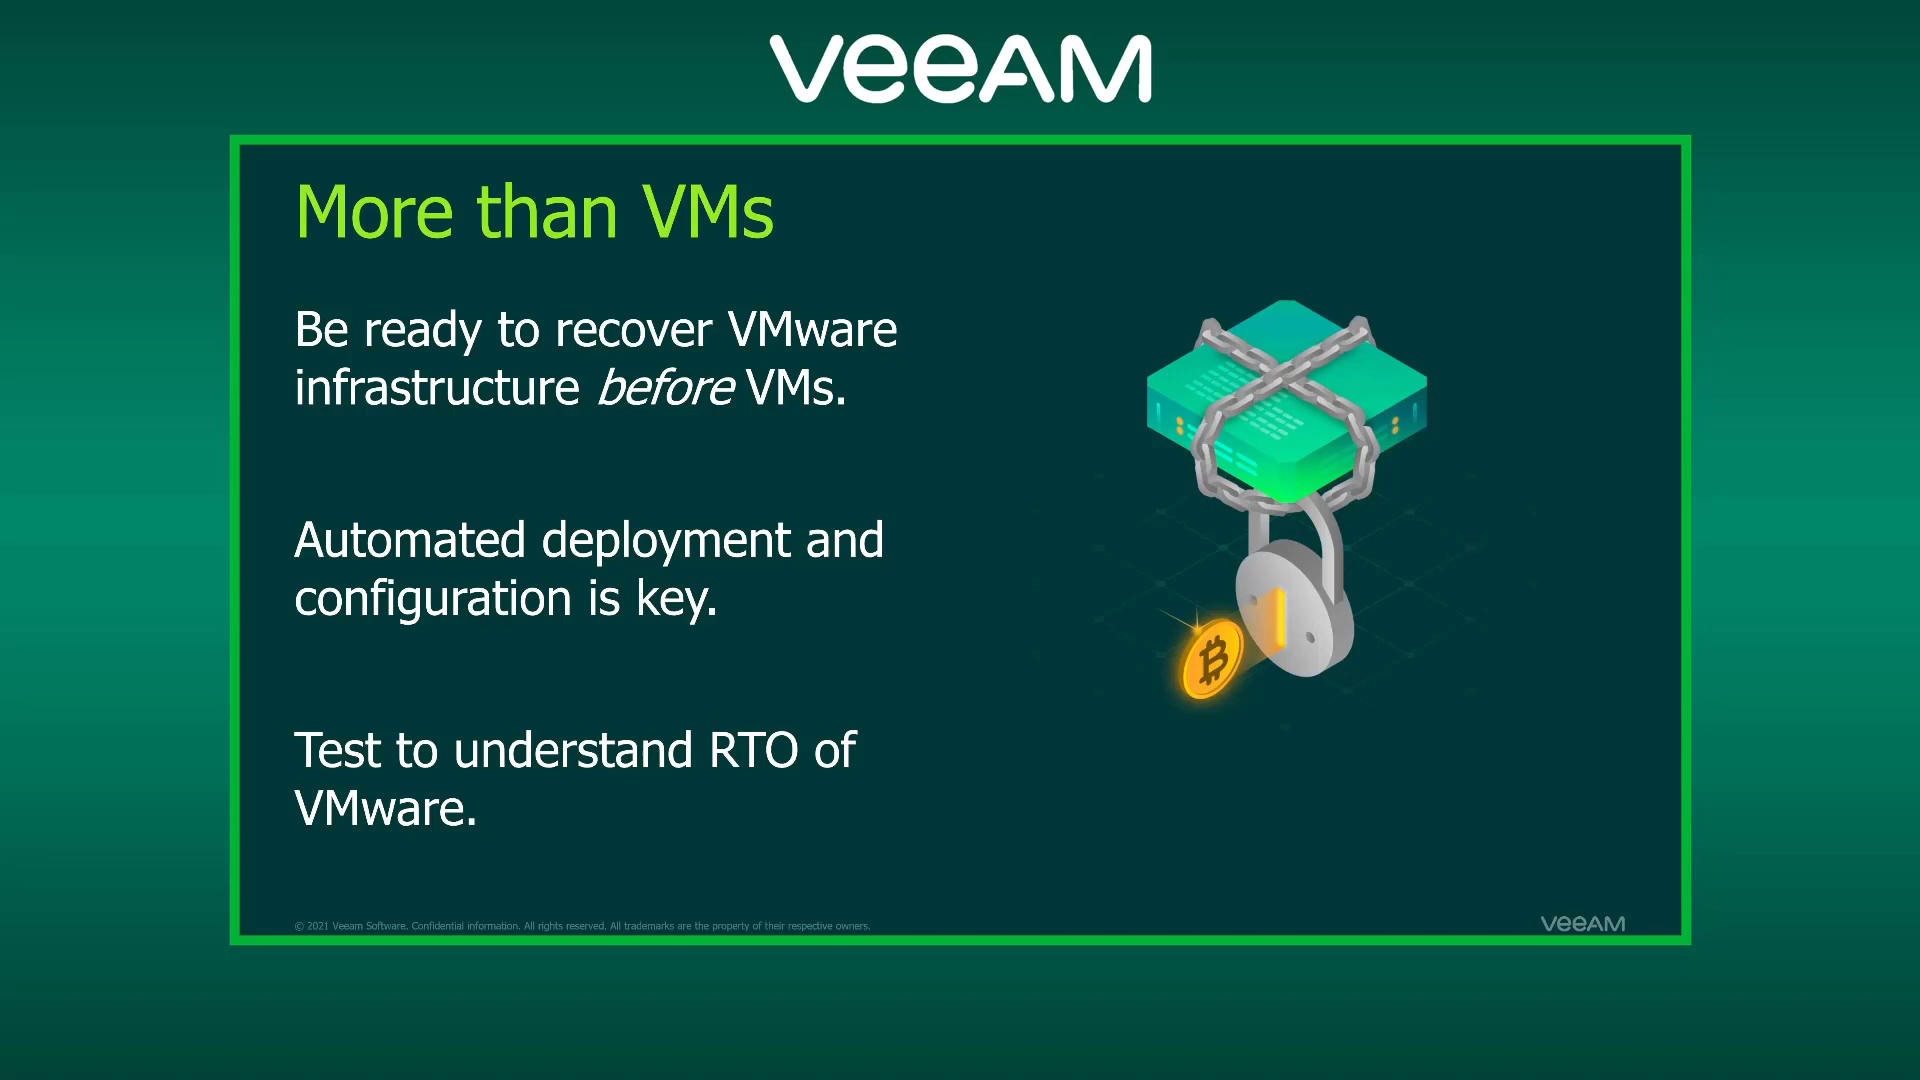 veeAM
More than VMs
Be ready to recover VMware
infrastructure before VMs.
Automated deployment and
configuration is key.
Test to understand RTO of
VMware.
© 2021 Veeam Software. Confidential information. All rights reserved. All trademarks are the property of their respective owners.
veeAM